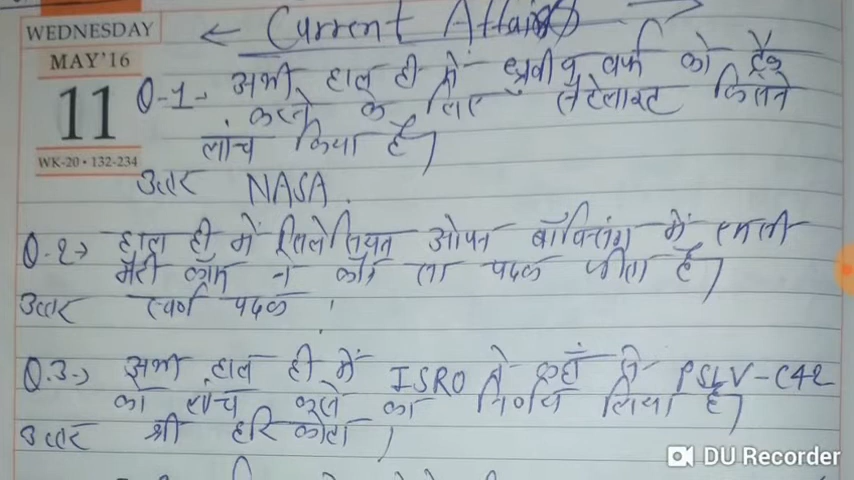 WEDNESDAY
MAY'16
11
WK-20 • 132-234
← Current Affairs →
Q-1- अभी हाल ही में ध्रुवीय वर्फ को ट्रैक
करने के लिए सैटेलाइट किसने
लांच किया है।
उत्तर NASA.
Q.2→ हाल ही में सिलेसियन ओपन बॉक्सिंग में एमसी
मैरी कॉम ने कौन सा पदक जीता है।
उत्तर स्वर्ण पदक ।
Q.3→ अभी हाल ही में ISRO ने कहाँ से PSLV-C42
का लांच करने का निर्णय लिया है।
उत्तर श्री हरि कोटा ।
DU Recorder